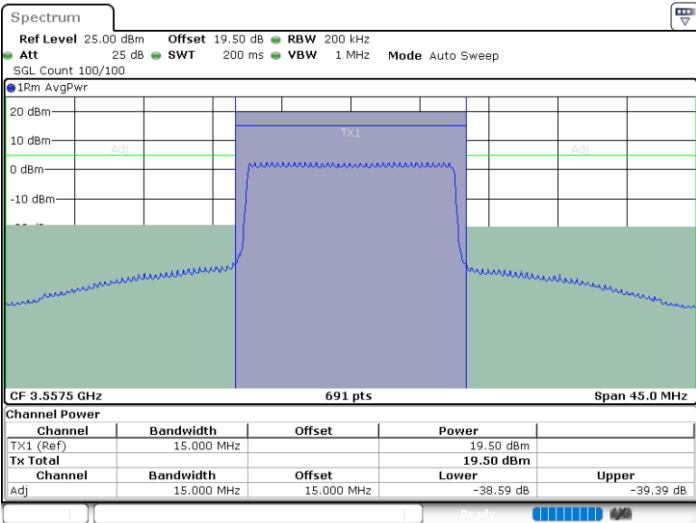 Spectrum
Ref Level 25.00 dBm Offset 19.50 dB RBW 200 kHz
Att 25 dB SWT 200 ms VBW 1 MHz Mode Auto Sweep
SGL Count 100/100
1Rm AvgPwr
20 dBm
TX1
10 dBm
Adj Adj
0 dBm
-10 dBm
CF 3.5575 GHz 691 pts Span 45.0 MHz
Channel Power
Channel Bandwidth Offset Power
TX1 (Ref) 15.000 MHz 19.50 dBm
Tx Total 19.50 dBm
Channel Bandwidth Offset Lower Upper
Adj 15.000 MHz 15.000 MHz -38.59 dB -39.39 dB
Ready